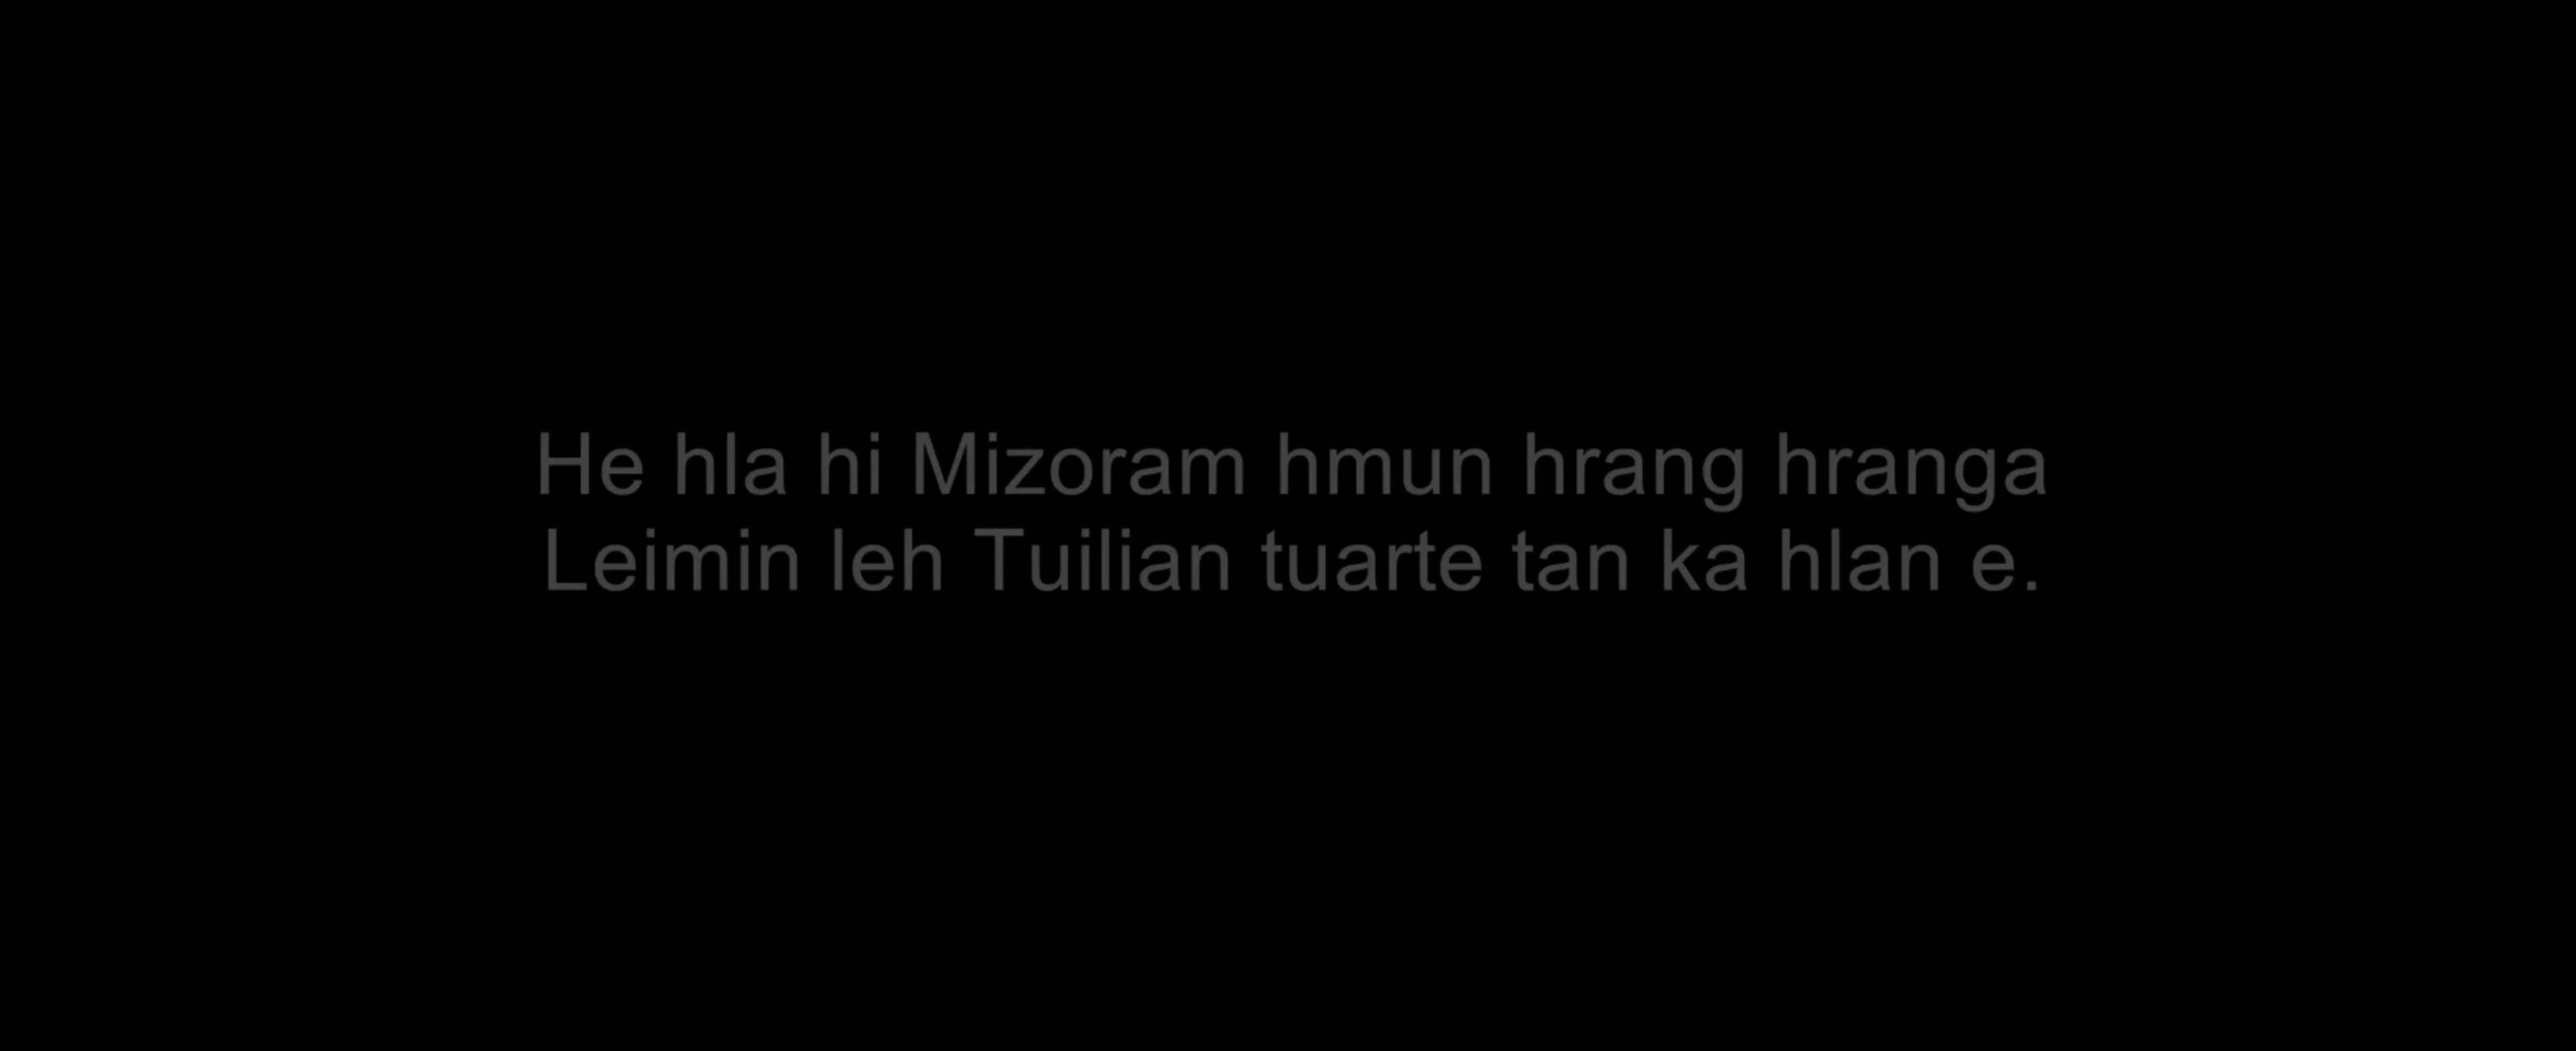 He hla hi Mizoram hmun hrang hranga
Leimin leh Tuilian tuarte tan ka hlan e.